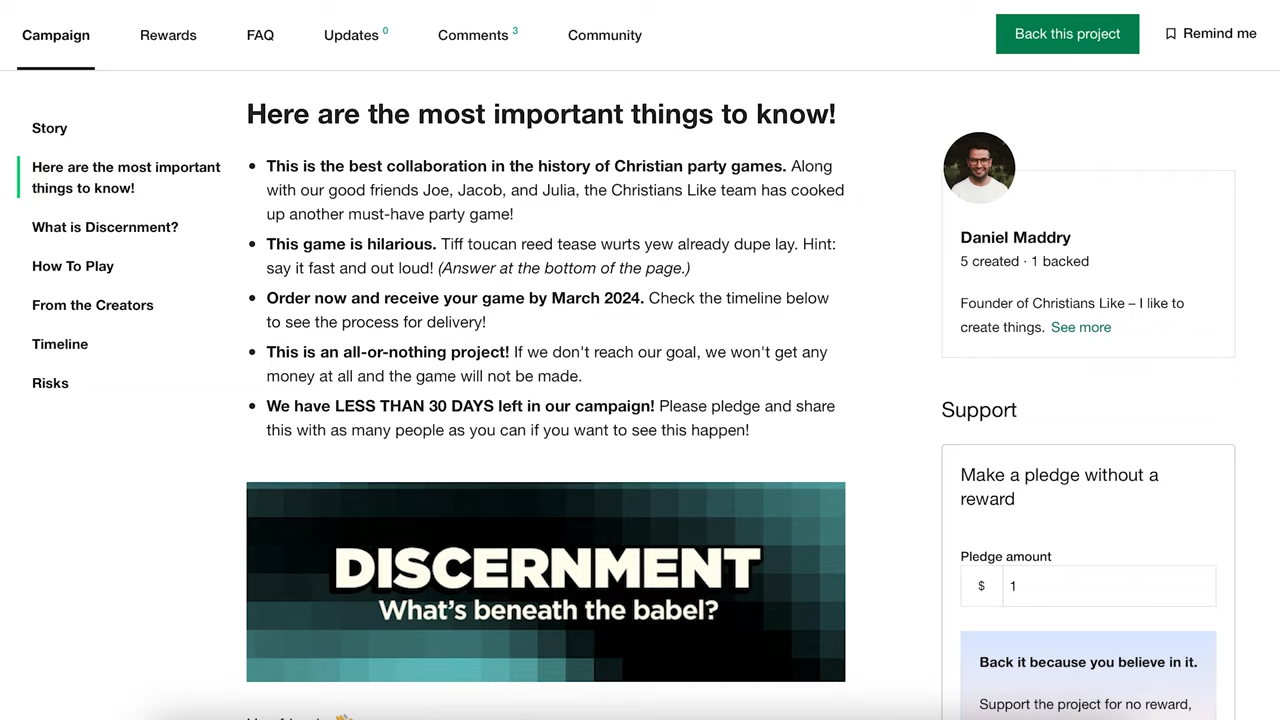 Campaign
Rewards
FAQ
Updates 0
Comments 3
Community
Back this project
Remind me
Story
Here are the most important
things to know!
What is Discernment?
How To Play
From the Creators
Timeline
Risks
Here are the most important things to know!
• This is the best collaboration in the history of Christian party games. Along
with our good friends Joe, Jacob, and Julia, the Christians Like team has cooked
up another must-have party game!
• This game is hilarious. Tiff toucan reed tease wurts yew already dupe lay. Hint:
say it fast and out loud! (Answer at the bottom of the page.)
• Order now and receive your game by March 2024. Check the timeline below
to see the process for delivery!
• This is an all-or-nothing project! If we don't reach our goal, we won't get any
money at all and the game will not be made.
• We have LESS THAN 30 DAYS left in our campaign! Please pledge and share
this with as many people as you can if you want to see this happen!
DISCERNMENT
What's beneath the babel?
Daniel Maddry
5 created · 1 backed
Founder of Christians Like – I like to
create things. See more
Support
Make a pledge without a
reward
Pledge amount
$ 1
Back it because you believe in it.
Support the project for no reward,